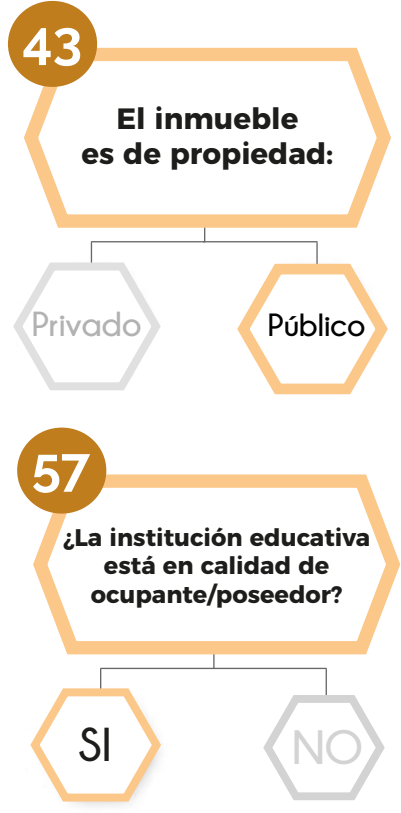 43
El inmueble
es de propiedad:
Privado
Público
57
¿La institución educativa
está en calidad de
ocupante/poseedor?
SI
NO